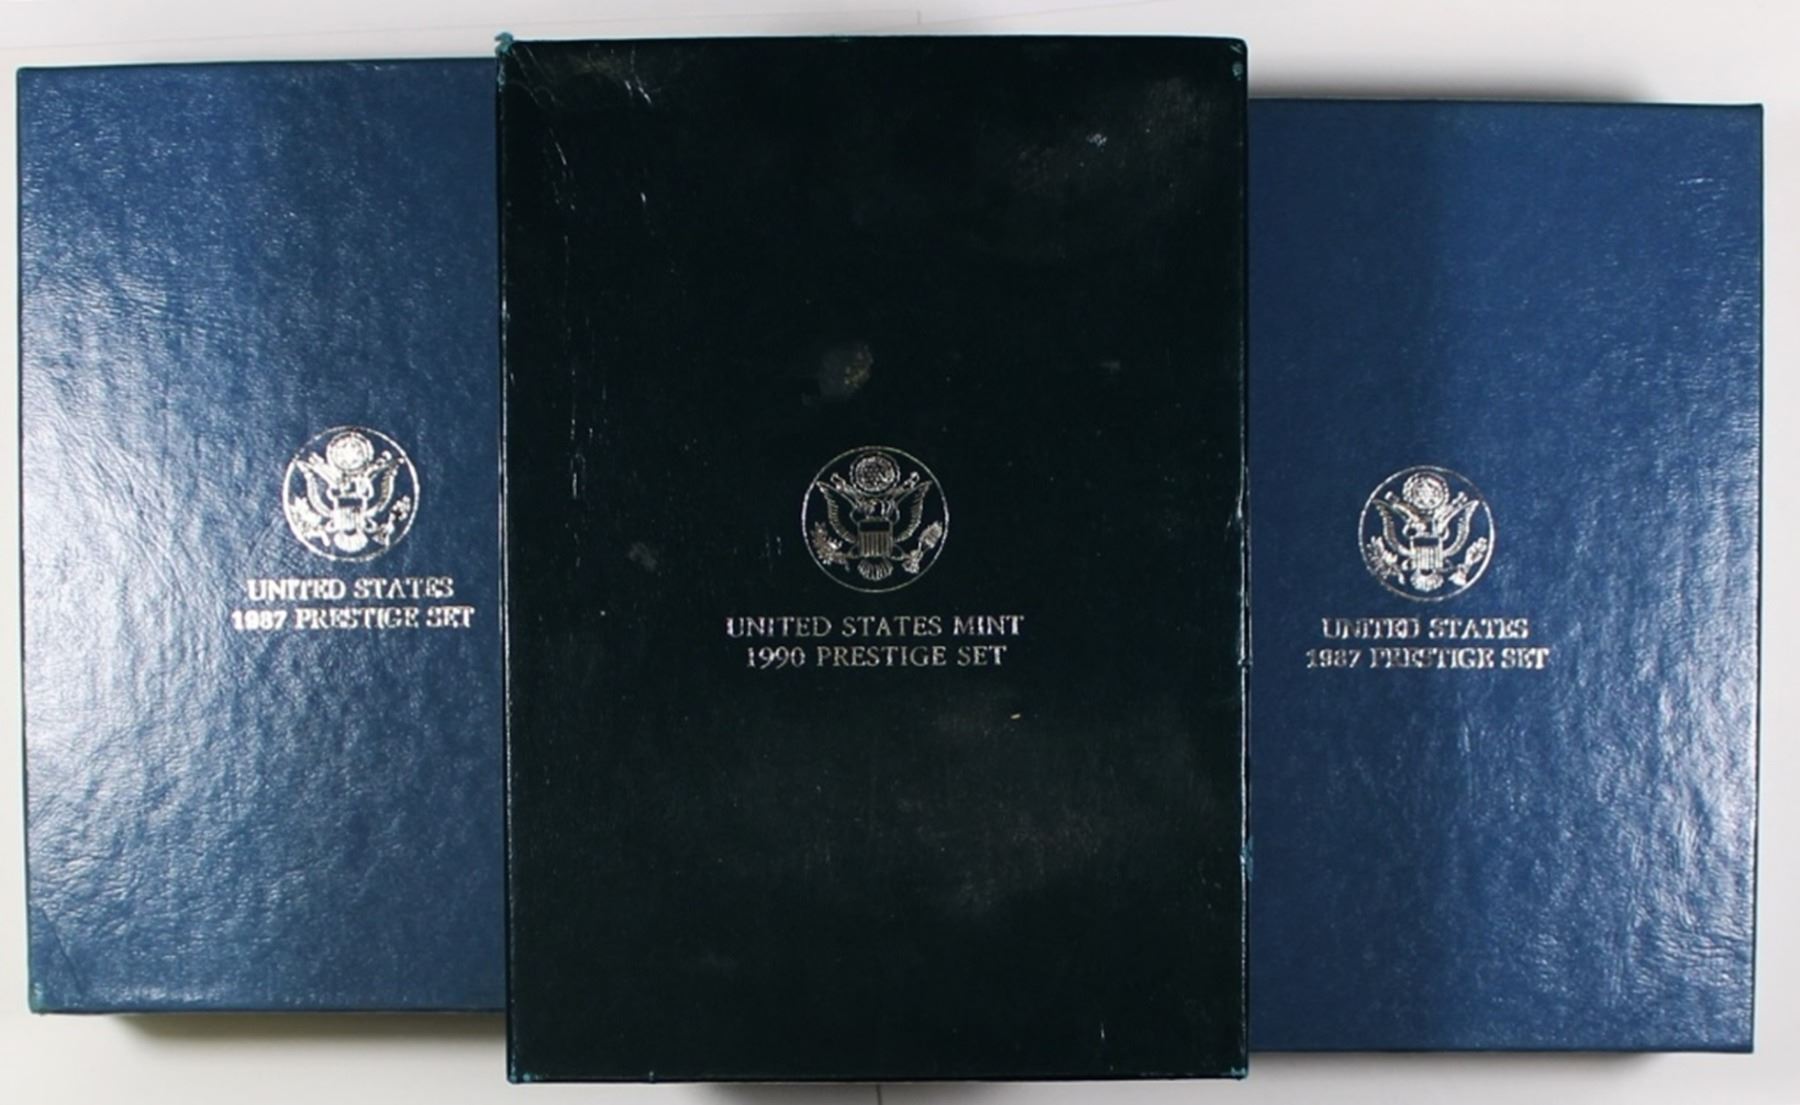 UNITED STATES
1987 PRESTIGE SET
UNITED STATES MINT
1990 PRESTIGE SET
UNITED STATES
1987 PRESTIGE SET